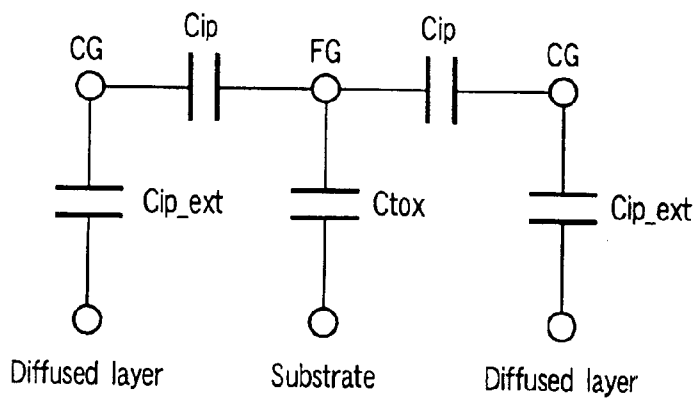 Cip
Cip
CG
FG
CG
Cip_ext
Ctox
Cip_ext
Diffused layer
Substrate
Diffused layer